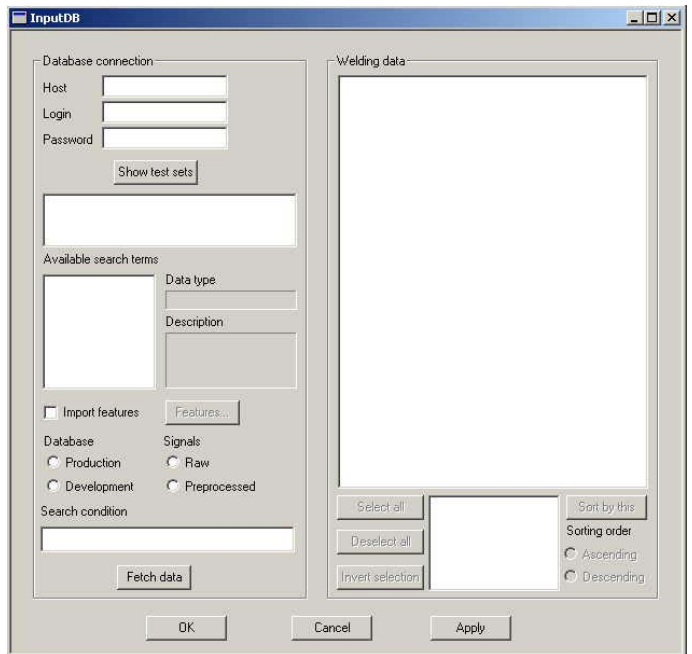 InputDB
Database connection
Host
Login
Password
Show test sets
Available search terms
Data type
Description
Import features
Features...
Database
Signals
Production
Raw
Development
Preprocessed
Search condition
Fetch data
Welding data
Select all
Sort by this
Deselect all
Sorting order
Ascending
Invert selection
Descending
OK
Cancel
Apply